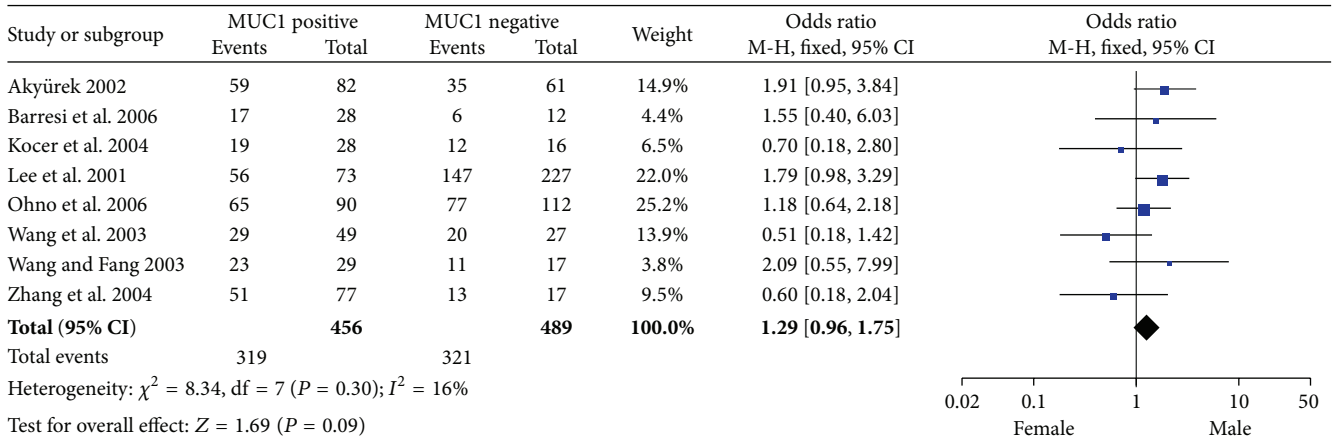 Study or subgroup MUC1 positive MUC1 negative Weight Odds ratio Odds ratio
Events Total Events Total M-H, fixed, 95% CI M-H, fixed, 95% CI
Akyürek 2002 59 82 35 61 14.9% 1.91 [0.95, 3.84]
Barresi et al. 2006 17 28 6 12 4.4% 1.55 [0.40, 6.03]
Kocer et al. 2004 19 28 12 16 6.5% 0.70 [0.18, 2.80]
Lee et al. 2001 56 73 147 227 22.0% 1.79 [0.98, 3.29]
Ohno et al. 2006 65 90 77 112 25.2% 1.18 [0.64, 2.18]
Wang et al. 2003 29 49 20 27 13.9% 0.51 [0.18, 1.42]
Wang and Fang 2003 23 29 11 17 3.8% 2.09 [0.55, 7.99]
Zhang et al. 2004 51 77 13 17 9.5% 0.60 [0.18, 2.04]
Total (95% CI) 456 489 100.0% 1.29 [0.96, 1.75]
Total events 319 321
Heterogeneity: χ² = 8.34, df = 7 (P = 0.30); I² = 16%
Test for overall effect: Z = 1.69 (P = 0.09)
0.02 0.1 1 10 50
Female Male